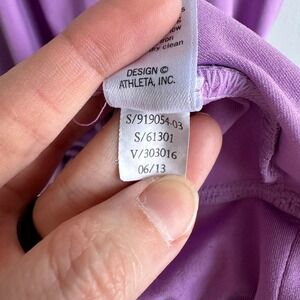 DESIGN ©
ATHLETA, INC.
S/919054-03
S/61301
V/303016
06/13